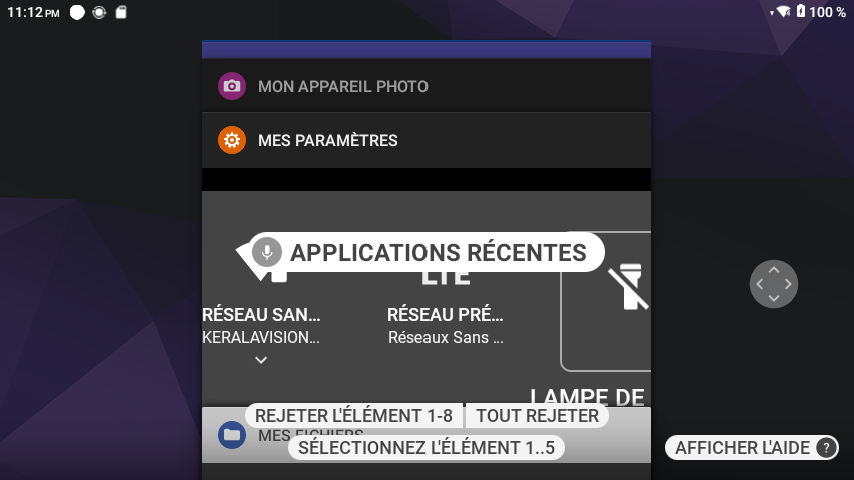 11:12 PM
100 %
MON APPAREIL PHOTO
MES PARAMÈTRES
APPLICATIONS RÉCENTES
LTE
RÉSEAU SAN...
RÉSEAU PRÉ...
KERALAVISION...
Réseaux Sans ...
LAMPE DE
REJETER L'ÉLÉMENT 1-8
TOUT REJETER
MES FICHIERS
SÉLECTIONNEZ L'ÉLÉMENT 1..5
AFFICHER L'AIDE ?